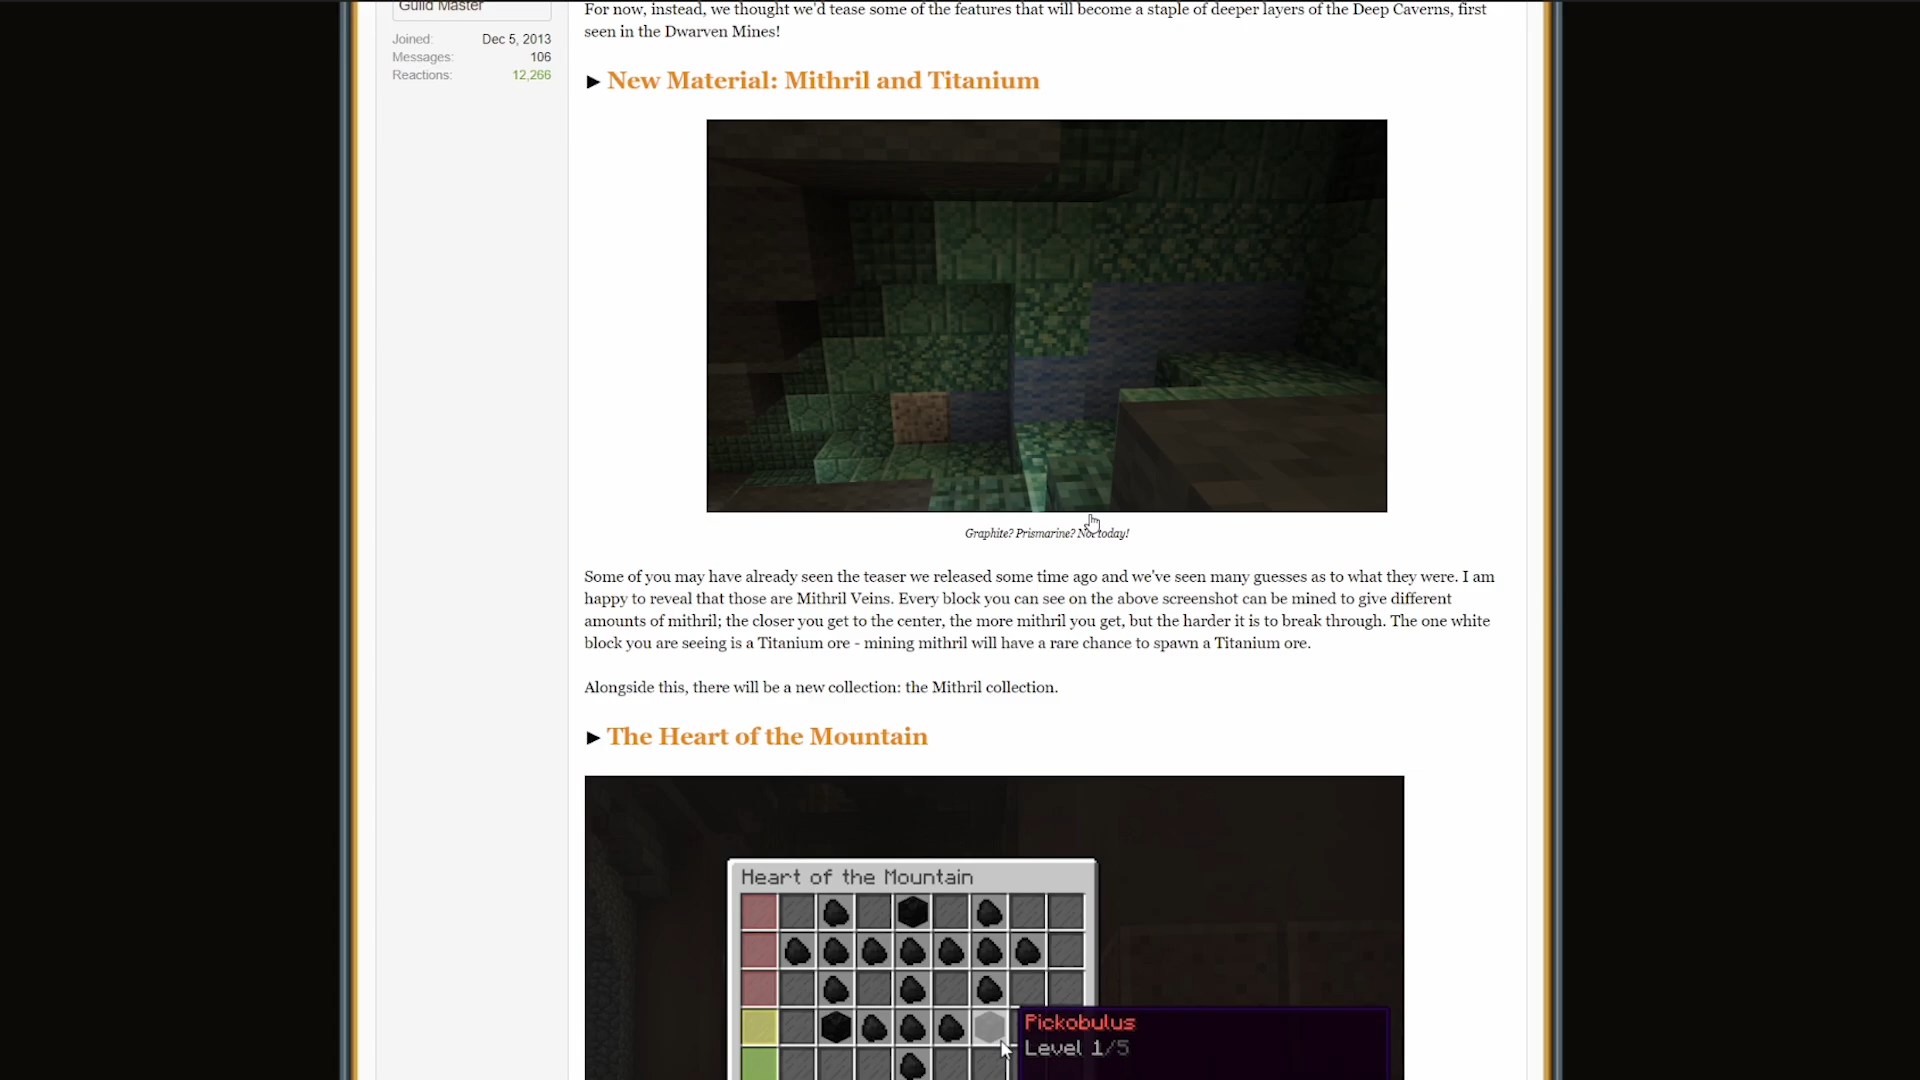 Guild Master
Joined: Dec 5, 2013
Messages: 106
Reactions: 12,266
For now, instead, we thought we'd tease some of the features that will become a staple of deeper layers of the Deep Caverns, first
seen in the Dwarven Mines!
► New Material: Mithril and Titanium
Graphite? Prismarine? Not today!
Some of you may have already seen the teaser we released some time ago and we've seen many guesses as to what they were. I am
happy to reveal that those are Mithril Veins. Every block you can see on the above screenshot can be mined to give different
amounts of mithril; the closer you get to the center, the more mithril you get, but the harder it is to break through. The one white
block you are seeing is a Titanium ore - mining mithril will have a rare chance to spawn a Titanium ore.
Alongside this, there will be a new collection: the Mithril collection.
► The Heart of the Mountain
Heart of the Mountain
Pickobulus
Level 1/5